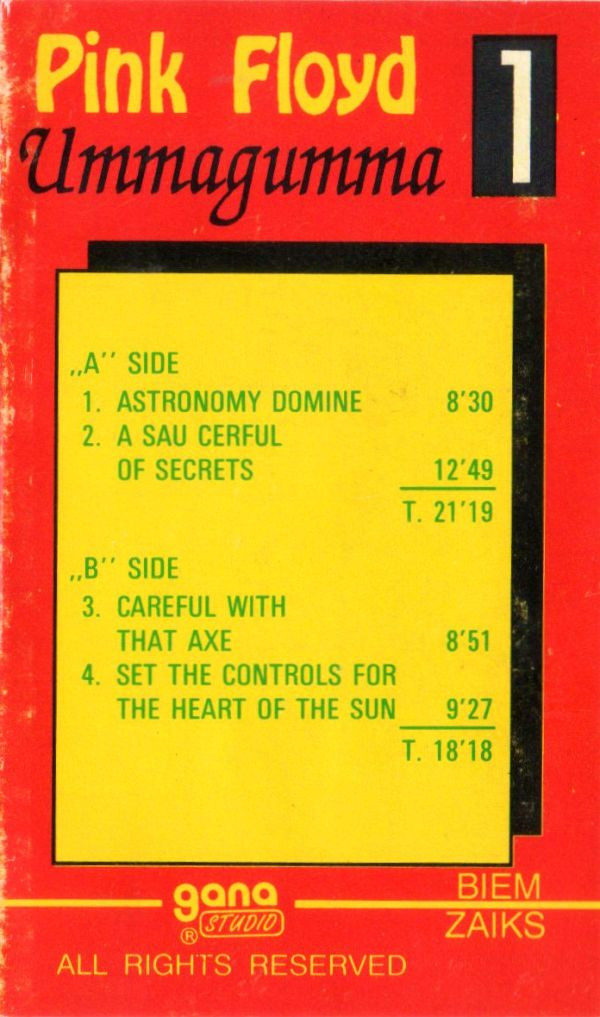 Pink Floyd 1
Ummagumma
„A'' SIDE
1. ASTRONOMY DOMINE 8'30
2. A SAU CERFUL
OF SECRETS 12'49
T. 21'19
„B'' SIDE
3. CAREFUL WITH
THAT AXE 8'51
4. SET THE CONTROLS FOR
THE HEART OF THE SUN 9'27
T. 18'18
gana
® STUDIO
BIEM
ZAIKS
ALL RIGHTS RESERVED